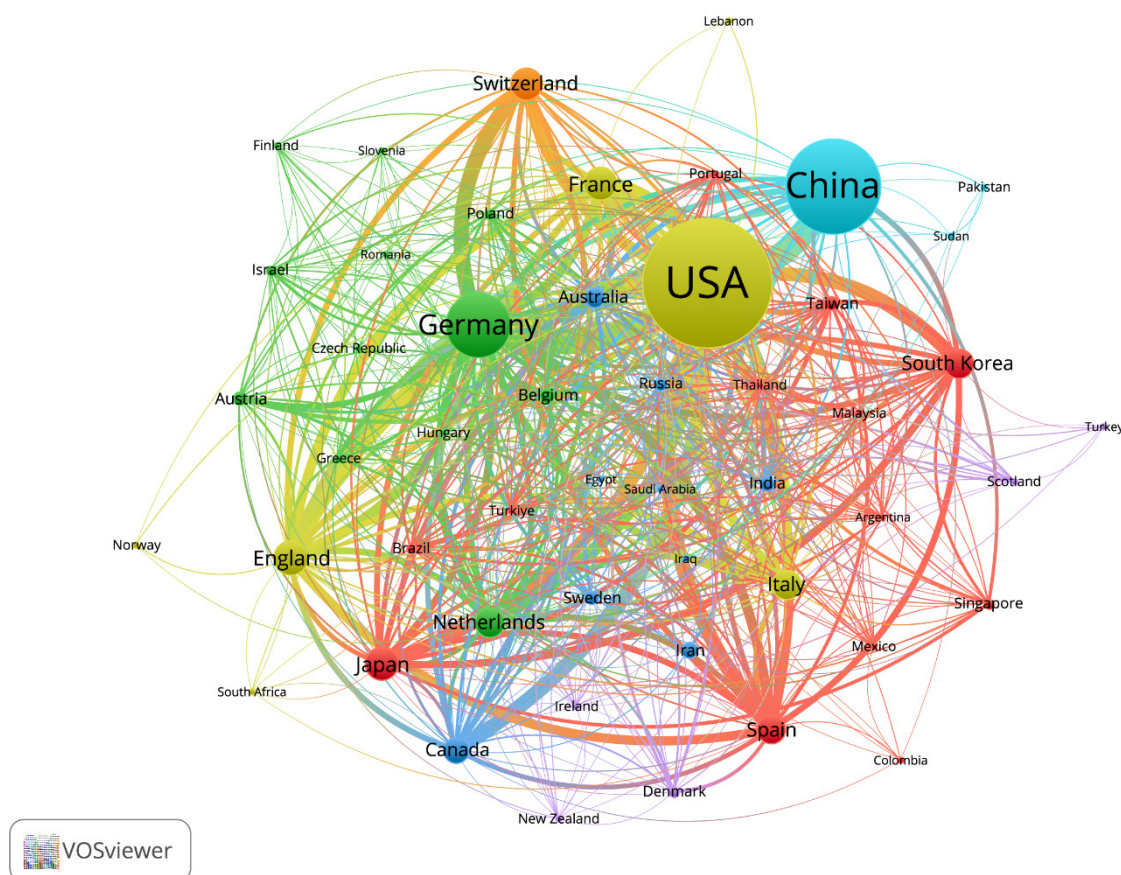 Lebanon
Switzerland
Finland
Slovenia
France
Portugal
China
Pakistan
Poland
Sudan
Romania
Israel
USA
Australia
Taiwan
Germany
Czech Republic
South Korea
Russia
Thailand
Austria
Belgium
Malaysia
Hungary
Turkey
Greece
Egypt
Saudi Arabia
India
Scotland
Turkiye
Argentina
Norway
England
Brazil
Iraq
Italy
Sweden
Singapore
Netherlands
Japan
Iran
Mexico
South Africa
Ireland
Spain
Canada
Colombia
Denmark
New Zealand
VOSviewer